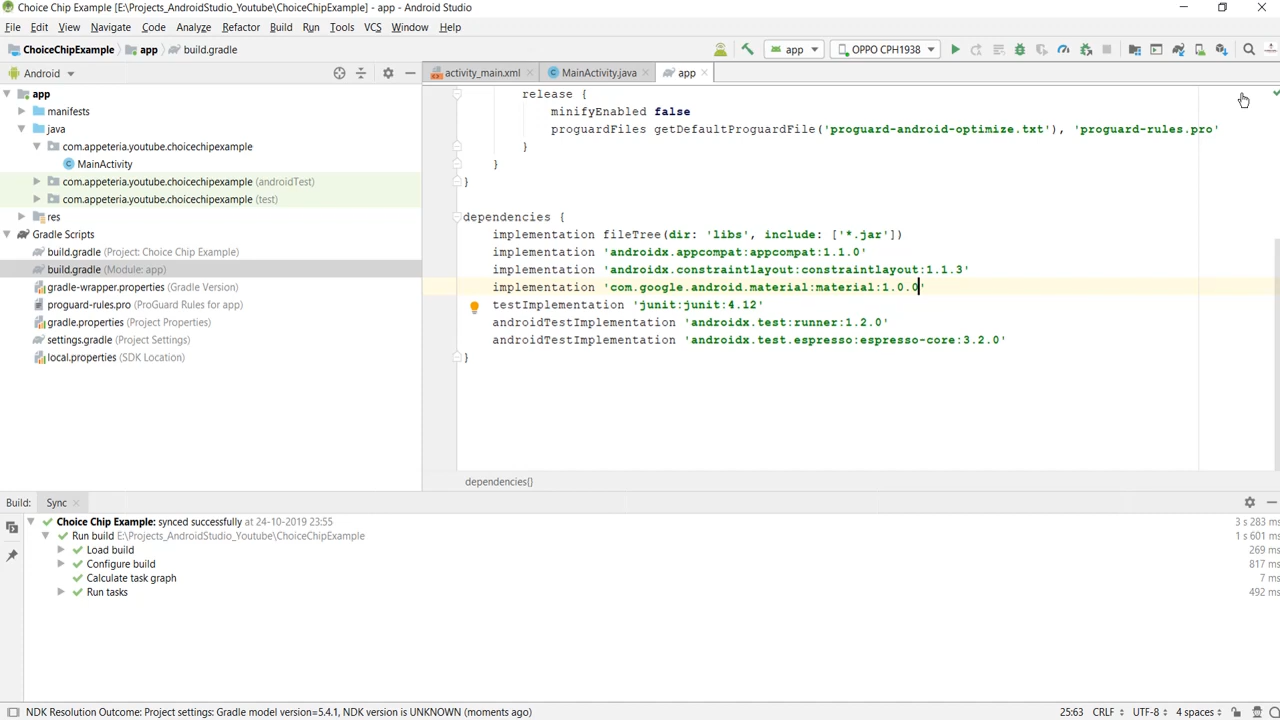 Choice Chip Example [E:\Projects_AndroidStudio_Youtube\ChoiceChipExample] - app - Android Studio
File Edit View Navigate Code Analyze Refactor Build Run Tools VCS Window Help
ChoiceChipExample app build.gradle app OPPO CPH1938
Android activity_main.xml MainActivity.java app
app
manifests
java
com.appeteria.youtube.choicechipexample
MainActivity
com.appeteria.youtube.choicechipexample (androidTest)
com.appeteria.youtube.choicechipexample (test)
res
Gradle Scripts
build.gradle (Project: Choice Chip Example)
build.gradle (Module: app)
gradle-wrapper.properties (Gradle Version)
proguard-rules.pro (ProGuard Rules for app)
gradle.properties (Project Properties)
settings.gradle (Project Settings)
local.properties (SDK Location)
release {
minifyEnabled false
proguardFiles getDefaultProguardFile('proguard-android-optimize.txt'), 'proguard-rules.pro'
}
}
}
dependencies {
implementation fileTree(dir: 'libs', include: ['*.jar'])
implementation 'androidx.appcompat:appcompat:1.1.0'
implementation 'androidx.constraintlayout:constraintlayout:1.1.3'
implementation 'com.google.android.material:material:1.0.0'
testImplementation 'junit:junit:4.12'
androidTestImplementation 'androidx.test:runner:1.2.0'
androidTestImplementation 'androidx.test.espresso:espresso-core:3.2.0'
}
dependencies{}
Build: Sync
Choice Chip Example: synced successfully at 24-10-2019 23:55 3 s 283 ms
Run build E:\Projects_AndroidStudio_Youtube\ChoiceChipExample 1 s 601 ms
Load build 269 ms
Configure build 817 ms
Calculate task graph 7 ms
Run tasks 492 ms
NDK Resolution Outcome: Project settings: Gradle model version=5.4.1, NDK version is UNKNOWN (moments ago) 25:63 CRLF UTF-8 4 spaces